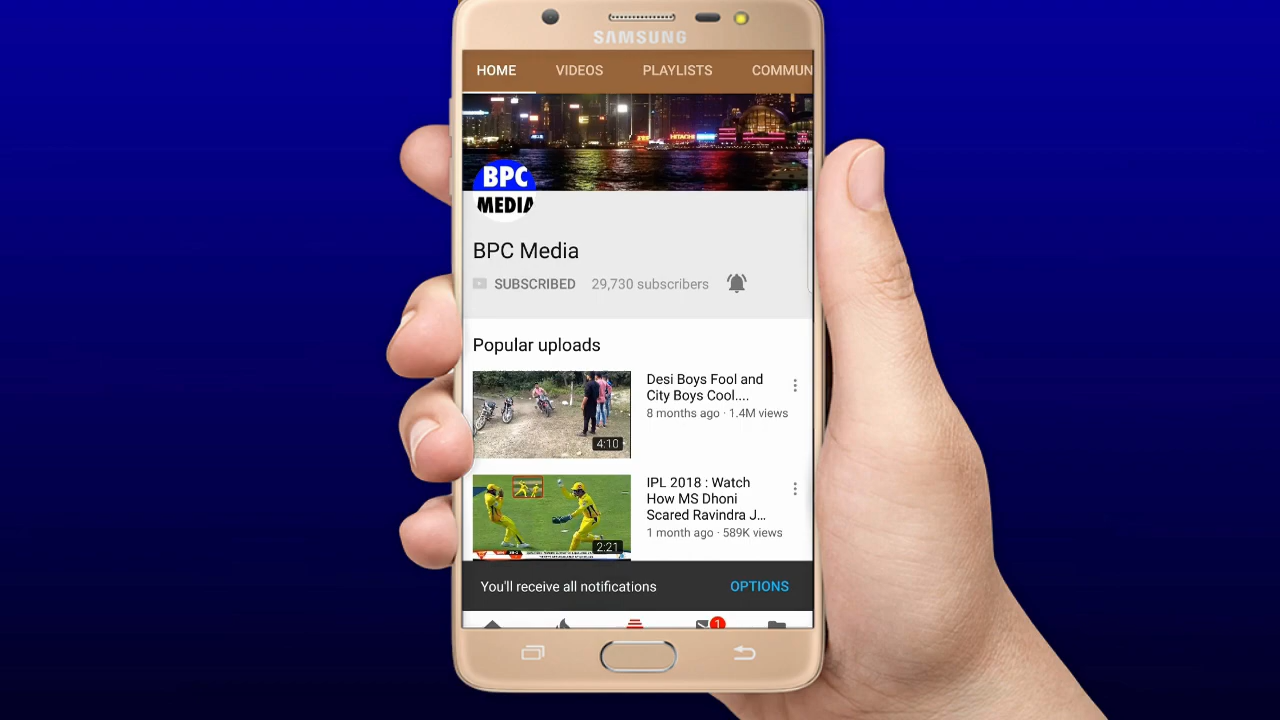 SAMSUNG
HOME VIDEOS PLAYLISTS COMMUN
HITACHI
BPC
MEDIA
BPC Media
SUBSCRIBED 29,730 subscribers
Popular uploads
Desi Boys Fool and
City Boys Cool....
8 months ago · 1.4M views
4:10
IPL 2018 : Watch
How MS Dhoni
Scared Ravindra J...
1 month ago · 589K views
2:21
You'll receive all notifications OPTIONS
1